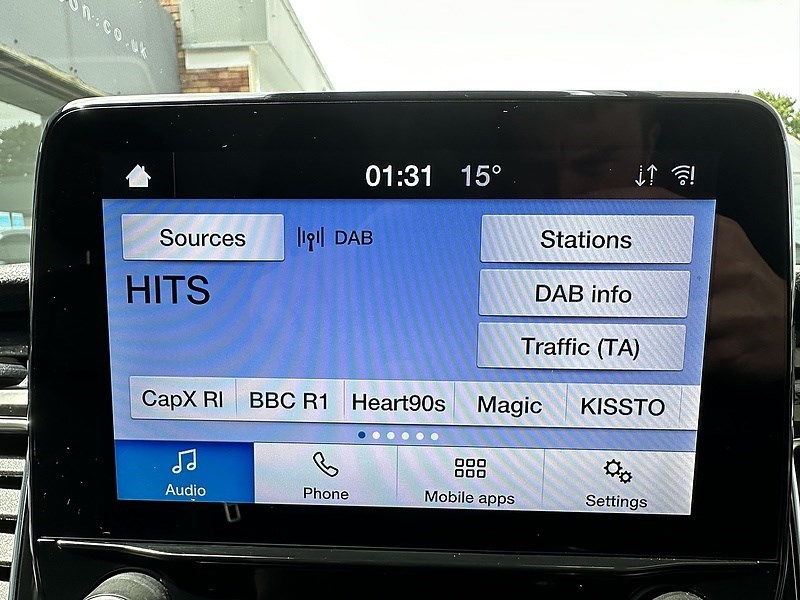 on.co.uk
01:31 15°
Sources DAB Stations
HITS
DAB info
Traffic (TA)
CapX RI BBC R1 Heart90s Magic KISSTO
Audio Phone Mobile apps Settings